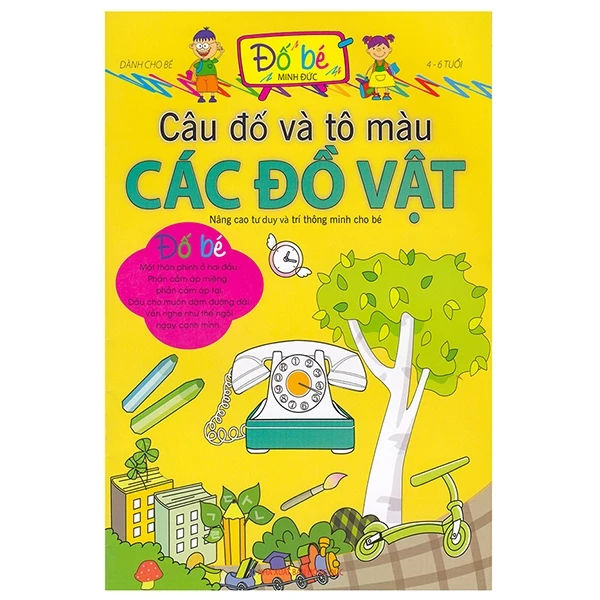 DÀNH CHO BÉ
Đố bé
MINH ĐỨC
4 - 6 TUỔI
Câu đố và tô màu
CÁC ĐỒ VẬT
Nâng cao tư duy và trí thông minh cho bé
Đố bé
Một thân phình ở hai đầu
Phần cầm áp miệng,
phần cầm áp tai
Dẫu cho muôn dặm đường dài
Vẫn nghe như thể ngồi
ngay cạnh mình.